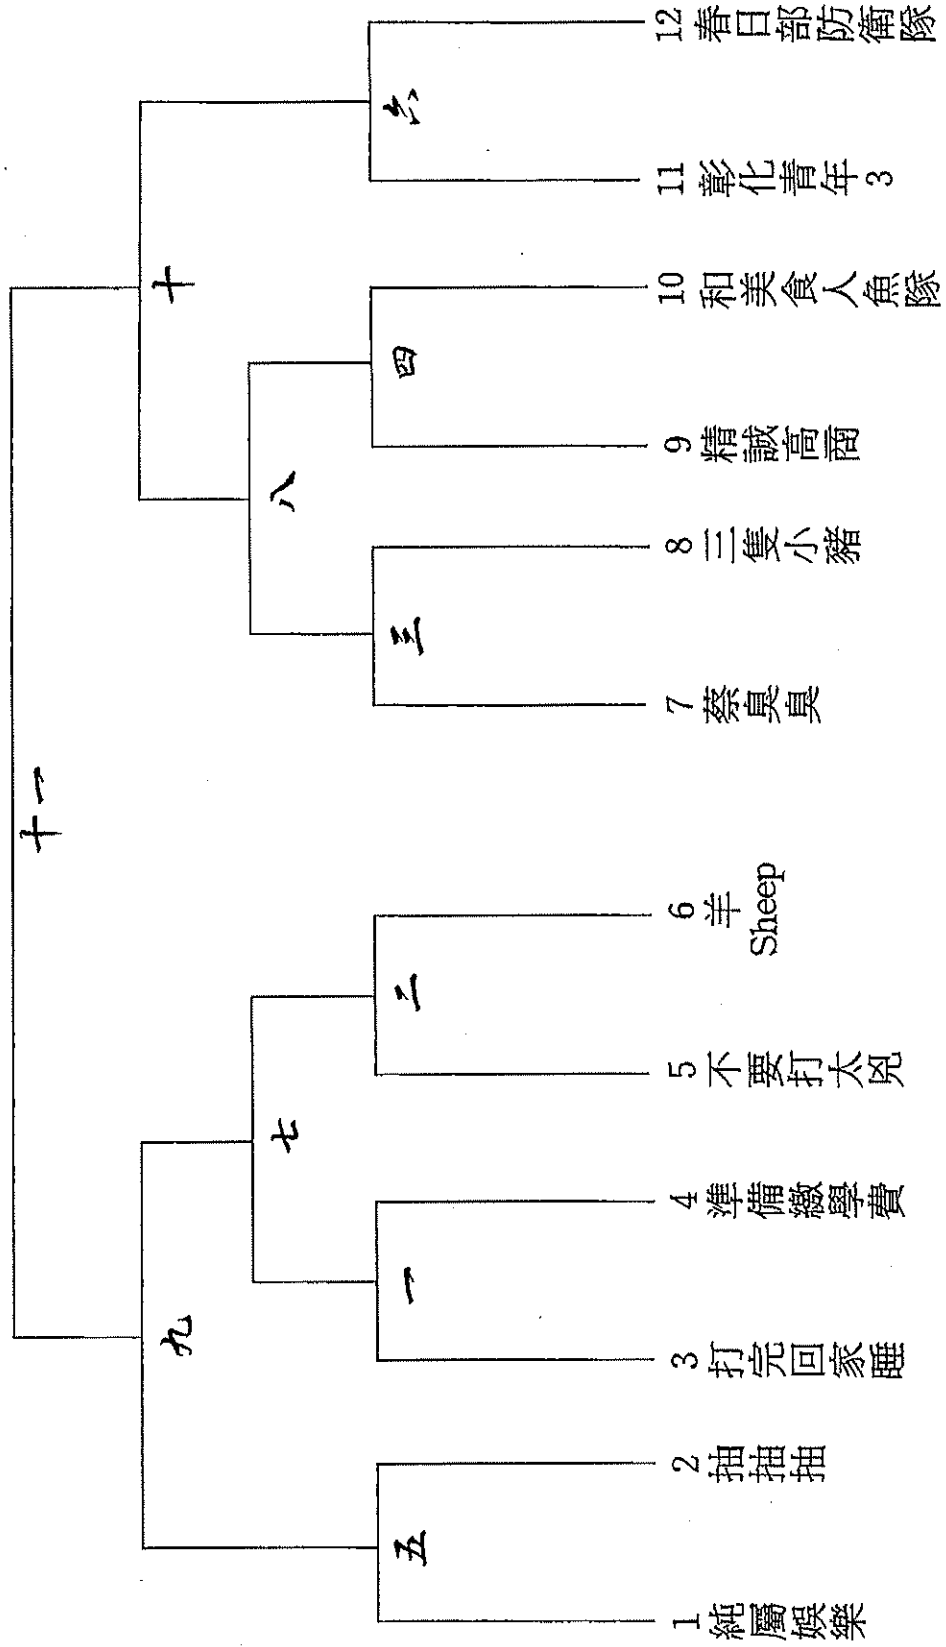 十一
九
十
七
八
五
一
二
三
四
六
1 純屬娛樂
2 抽抽抽
3 打完回家睡
4 準備繳學費
5 不要打太兇
6 羊
Sheep
7 蔡臭臭
8 三隻小豬
9 精誠高商
10 和美食人魚隊
11 彰化青年3
12 春日部防衛隊